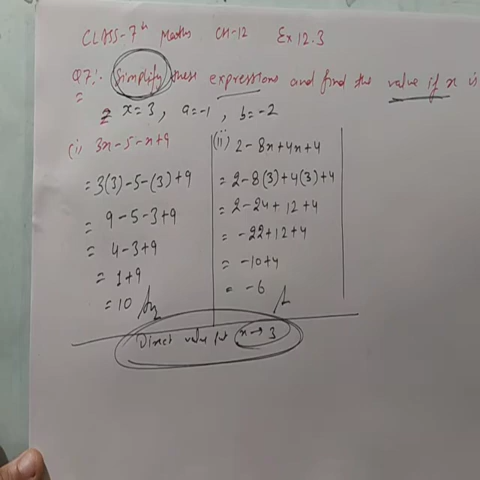 CLASS-7th Maths CH-12 Ex 12.3
Q7:- Simplify these expressions and find the value if x is
= x=3, a=-1, b=-2
(i) 3x-5-x+9
= 3(3)-5-(3)+9
= 9-5-3+9
= 4-3+9
= 1+9
= 10
(ii) 2-8x+4x+4
= 2-8(3)+4(3)+4
= 2-24+12+4
= -22+12+4
= -10+4
= -6
Direct value put x→3